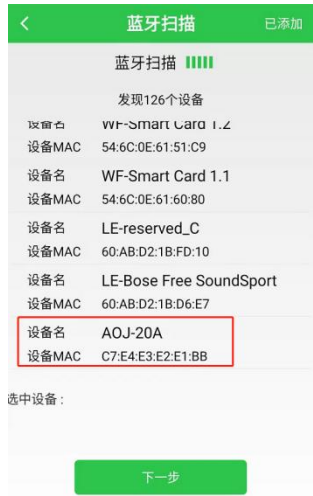 蓝牙扫描 已添加
蓝牙扫描
发现126个设备
设备名 WF-Smart Card 1.2
设备MAC 54:6C:0E:61:51:C9
设备名 WF-Smart Card 1.1
设备MAC 54:6C:0E:61:60:80
设备名 LE-reserved_C
设备MAC 60:AB:D2:1B:FD:10
设备名 LE-Bose Free SoundSport
设备MAC 60:AB:D2:1B:D6:E7
设备名 AOJ-20A
设备MAC C7:E4:E3:E2:E1:BB
选中设备 :
下一步